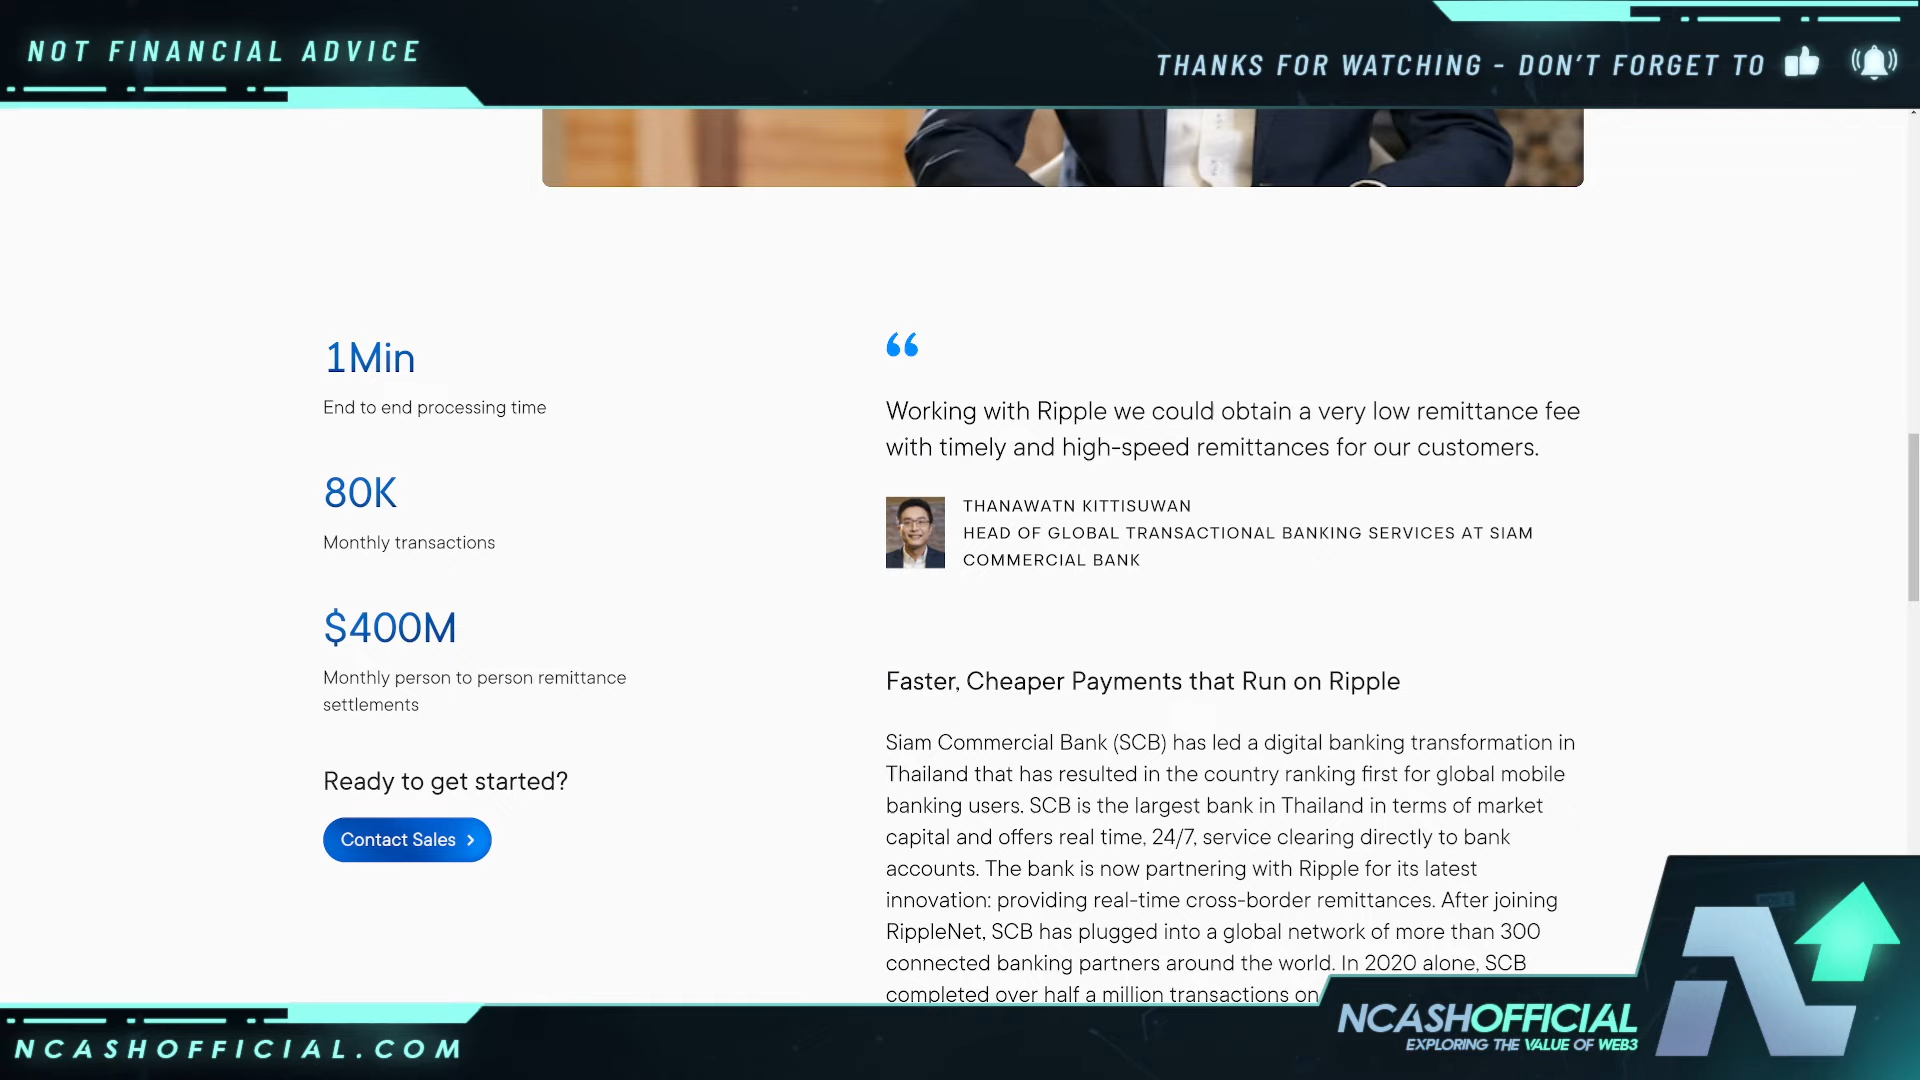 NOT FINANCIAL ADVICE
THANKS FOR WATCHING - DON'T FORGET TO
1Min
End to end processing time
80K
Monthly transactions
$400M
Monthly person to person remittance
settlements
Ready to get started?
Contact Sales
“
Working with Ripple we could obtain a very low remittance fee
with timely and high-speed remittances for our customers.
THANAWATN KITTISUWAN
HEAD OF GLOBAL TRANSACTIONAL BANKING SERVICES AT SIAM
COMMERCIAL BANK
Faster, Cheaper Payments that Run on Ripple
Siam Commercial Bank (SCB) has led a digital banking transformation in
Thailand that has resulted in the country ranking first for global mobile
banking users. SCB is the largest bank in Thailand in terms of market
capital and offers real time, 24/7, service clearing directly to bank
accounts. The bank is now partnering with Ripple for its latest
innovation: providing real-time cross-border remittances. After joining
RippleNet, SCB has plugged into a global network of more than 300
connected banking partners around the world. In 2020 alone, SCB
completed over half a million transactions on
NCASHOFFICIAL.COM
NCASHOFFICIAL
EXPLORING THE VALUE OF WEB3